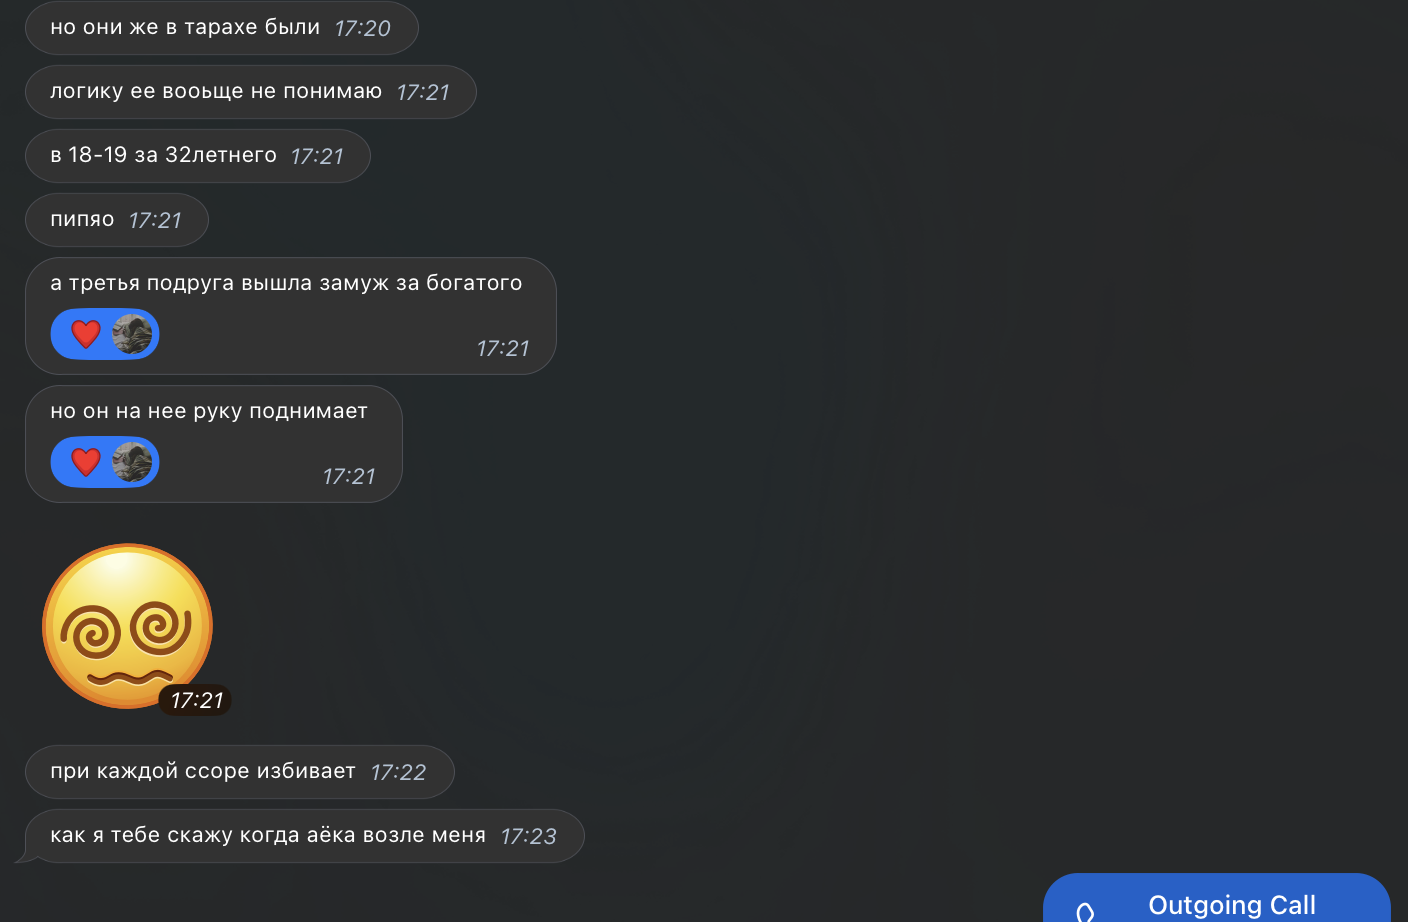 но они же в тарахе были 17:20
логику ее вооьще не понимаю 17:21
в 18-19 за 32летнего 17:21
пипяо 17:21
а третья подруга вышла замуж за богатого
17:21
но он на нее руку поднимает
17:21
17:21
при каждой ссоре избивает 17:22
как я тебе скажу когда аёка возле меня 17:23
Outgoing Call